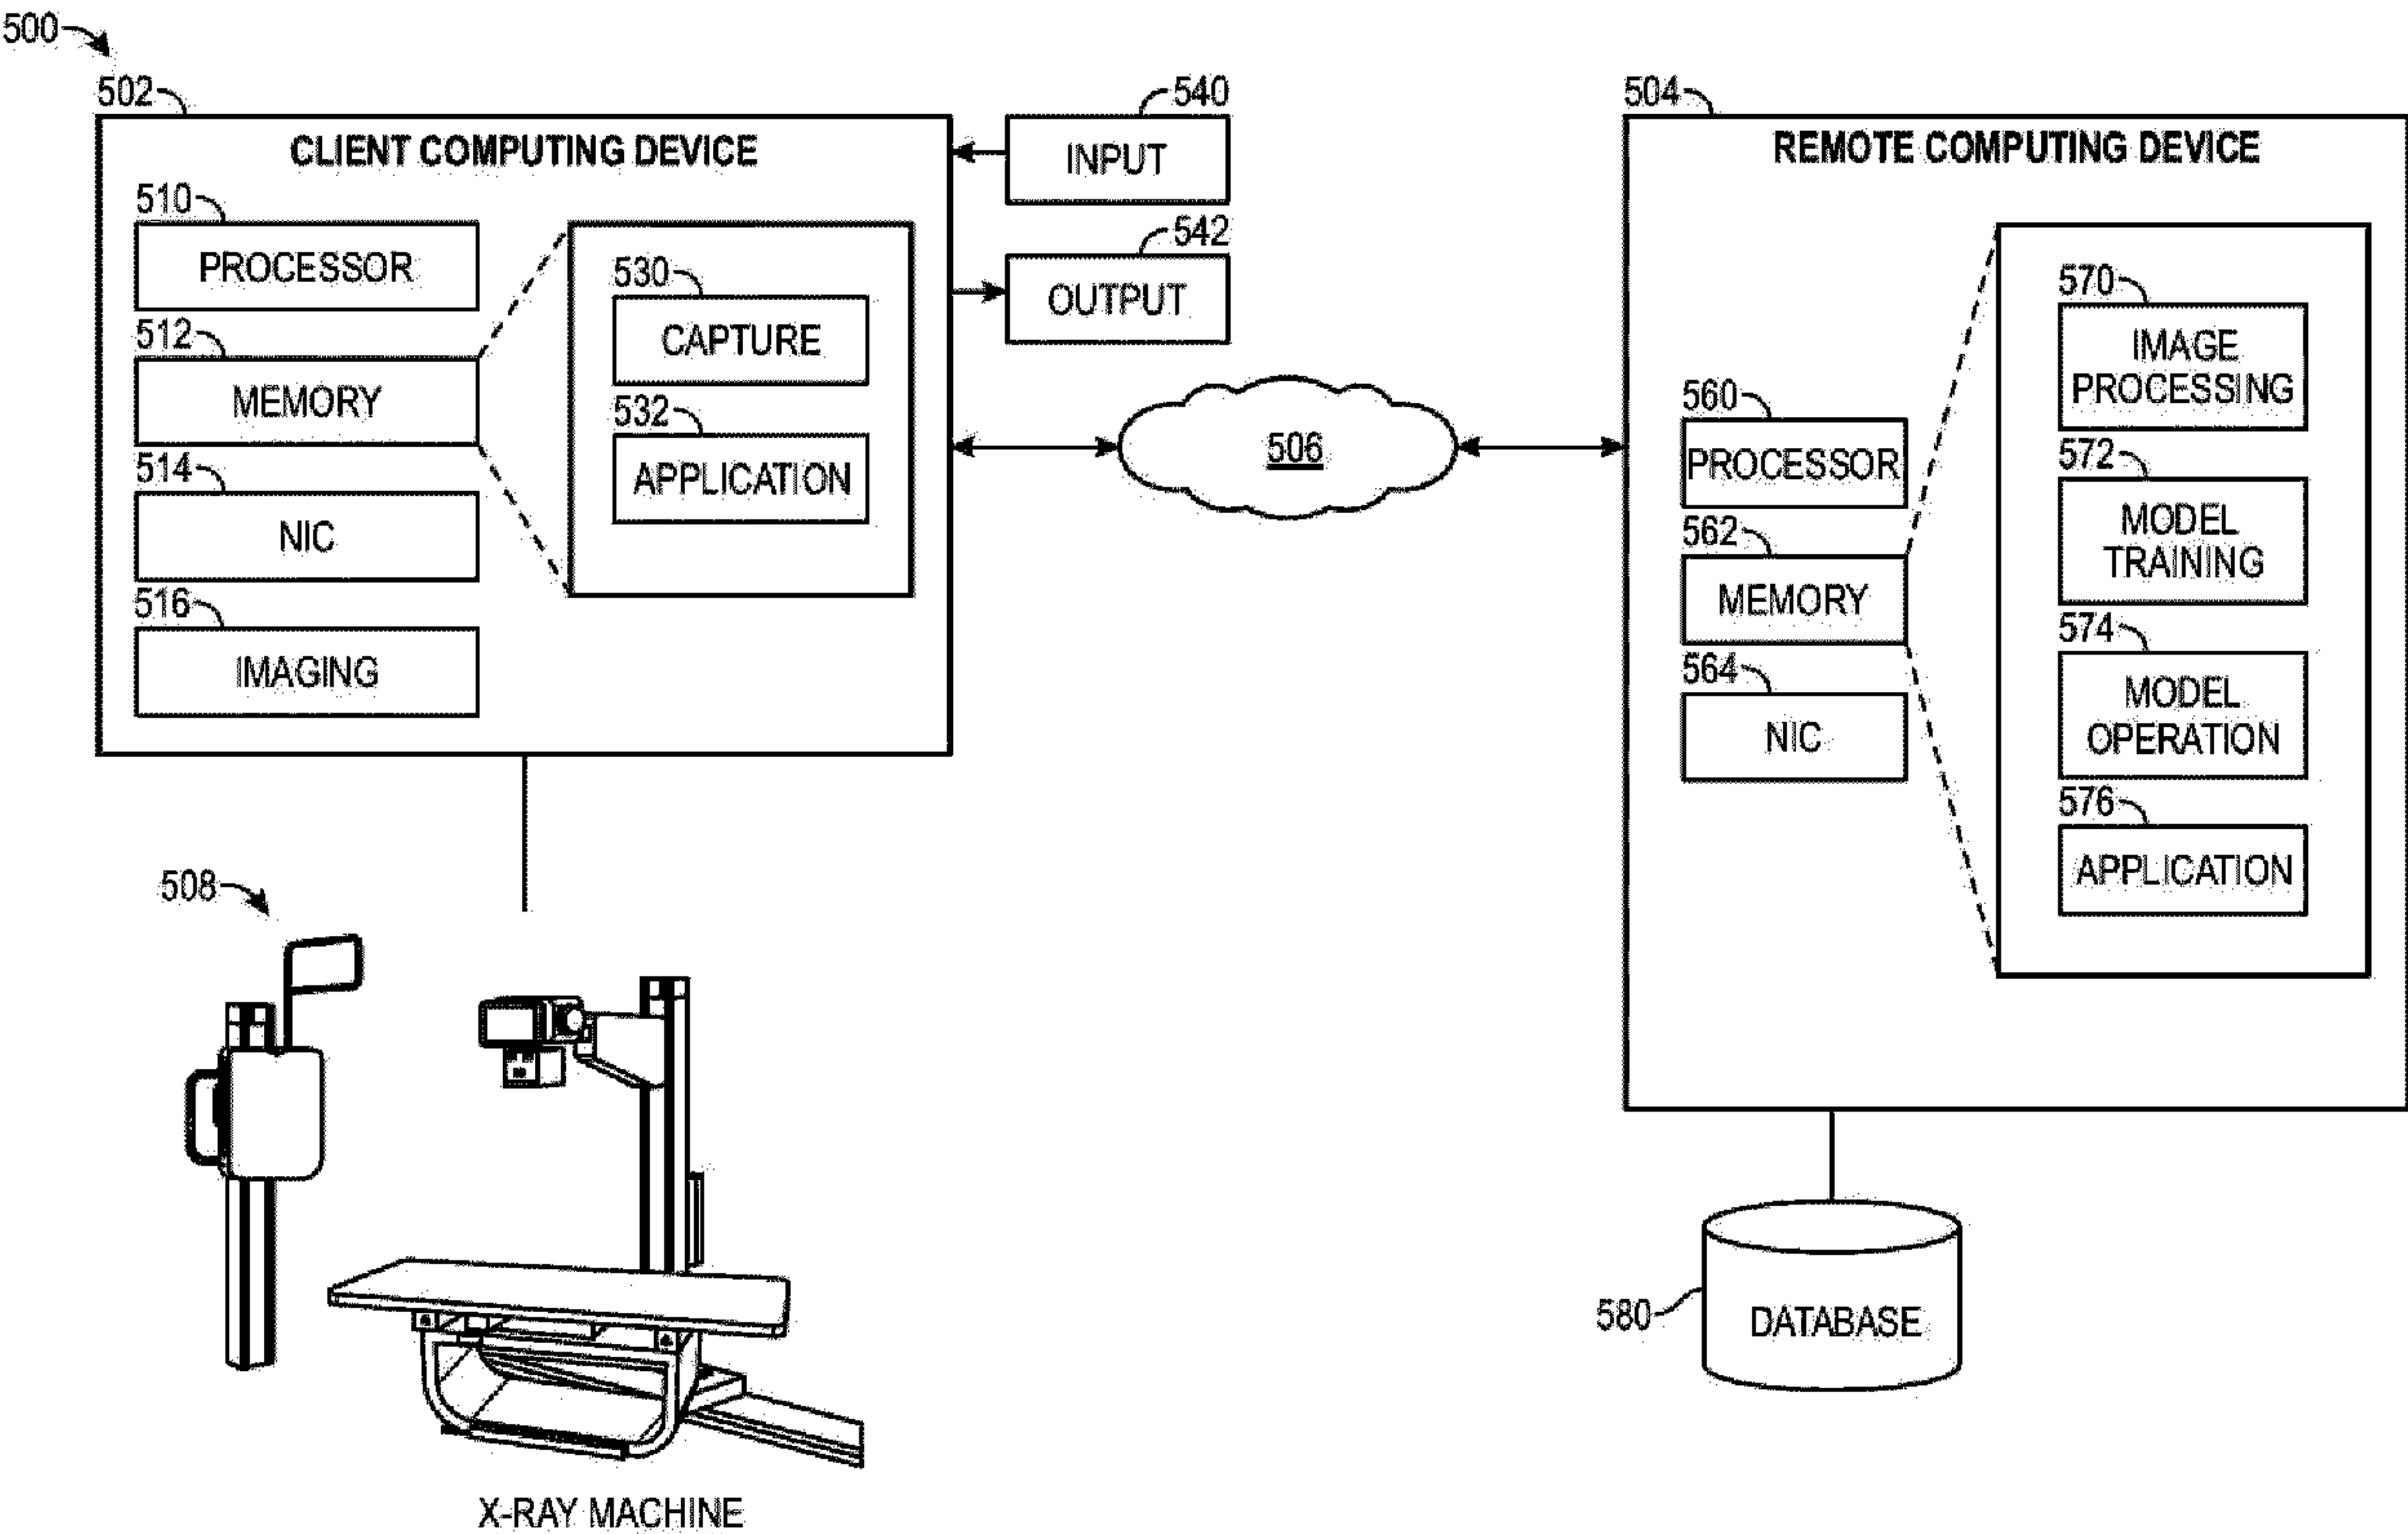 500
502
CLIENT COMPUTING DEVICE
510
PROCESSOR
512
MEMORY
514
NIC
516
IMAGING
530
CAPTURE
532
APPLICATION
540
INPUT
542
OUTPUT
506
504
REMOTE COMPUTING DEVICE
560
PROCESSOR
562
MEMORY
564
NIC
570
IMAGE
PROCESSING
572
MODEL
TRAINING
574
MODEL
OPERATION
576
APPLICATION
508
X-RAY MACHINE
580
DATABASE